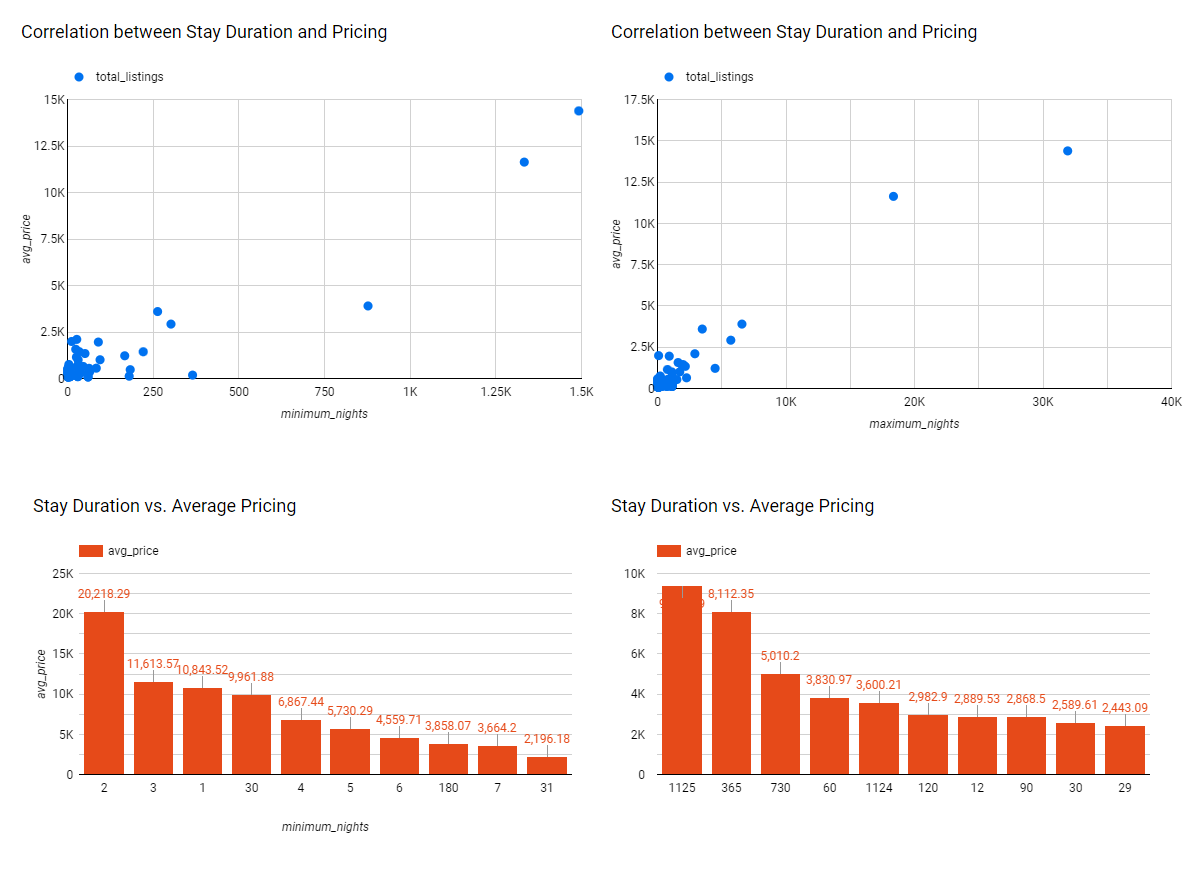 Correlation between Stay Duration and Pricing
total_listings
15K
12.5K
10K
7.5K
5K
2.5K
0
avg_price
0 250 500 750 1K 1.25K 1.5K
minimum_nights
Correlation between Stay Duration and Pricing
total_listings
17.5K
15K
12.5K
10K
7.5K
5K
2.5K
0
avg_price
0 10K 20K 30K 40K
maximum_nights
Stay Duration vs. Average Pricing
avg_price
25K
20K
15K
10K
5K
0
avg_price
20,218.29
11,613.57
10,843.52
9,961.88
6,867.44
5,730.29
4,559.71
3,858.07
3,664.2
2,196.18
2 3 1 30 4 5 6 180 7 31
minimum_nights
Stay Duration vs. Average Pricing
avg_price
10K
8K
6K
4K
2K
0
8,112.35
5,010.2
3,830.97
3,600.21
2,982.9
2,889.53
2,868.5
2,589.61
2,443.09
1125 365 730 60 1124 120 12 90 30 29